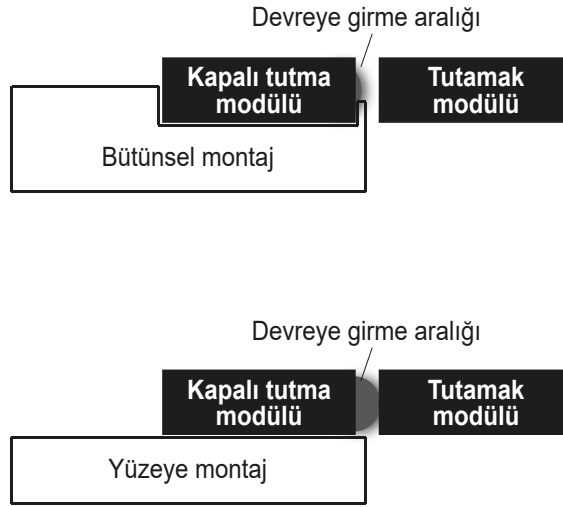 Devreye girme aralığı
Kapalı tutma
modülü
Tutamak
modülü
Bütünsel montaj
Devreye girme aralığı
Kapalı tutma
modülü
Tutamak
modülü
Yüzeye montaj